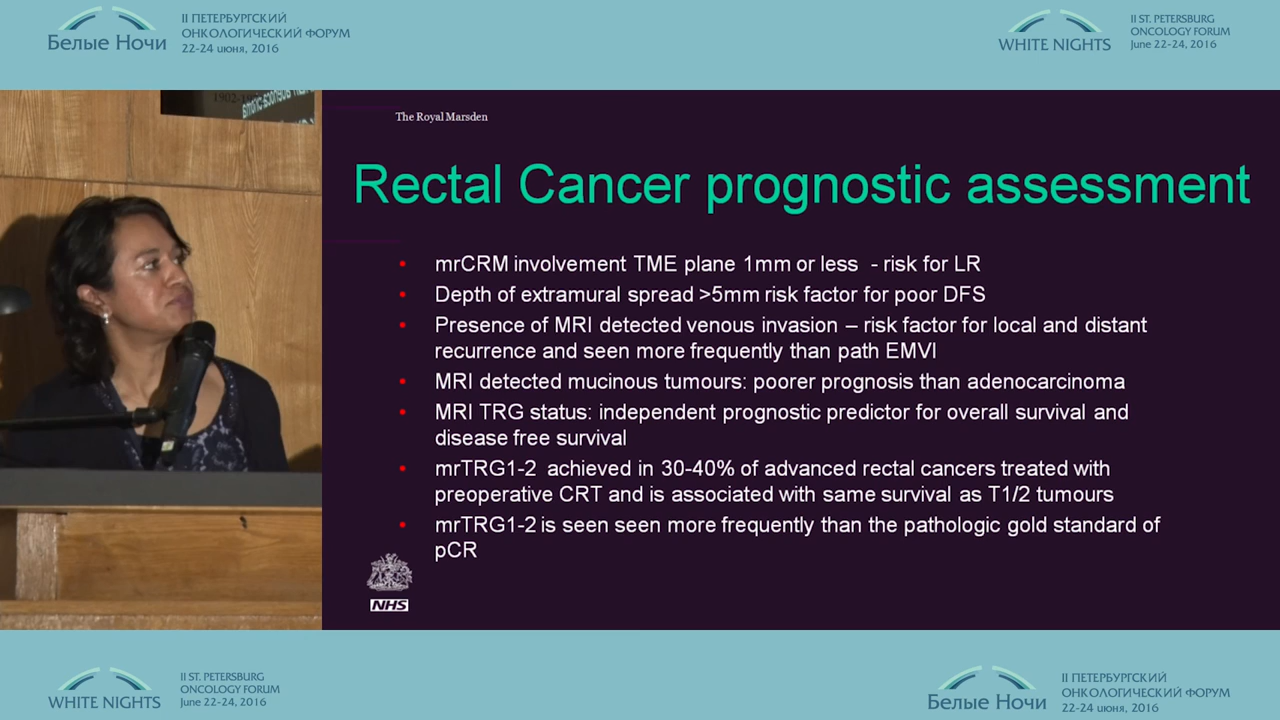 II ПЕТЕРБУРГСКИЙ
ОНКОЛОГИЧЕСКИЙ ФОРУМ
22-24 июня, 2016
Белые Ночи
II ST. PETERSBURG
ONCOLOGY FORUM
June 22-24, 2016
WHITE NIGHTS
The Royal Marsden
Rectal Cancer prognostic assessment
• mrCRM involvement TME plane 1mm or less - risk for LR
• Depth of extramural spread >5mm risk factor for poor DFS
• Presence of MRI detected venous invasion – risk factor for local and distant
recurrence and seen more frequently than path EMVI
• MRI detected mucinous tumours: poorer prognosis than adenocarcinoma
• MRI TRG status: independent prognostic predictor for overall survival and
disease free survival
• mrTRG1-2 achieved in 30-40% of advanced rectal cancers treated with
preoperative CRT and is associated with same survival as T1/2 tumours
• mrTRG1-2 is seen seen more frequently than the pathologic gold standard of
pCR
NHS
II ST. PETERSBURG
ONCOLOGY FORUM
June 22-24, 2016
WHITE NIGHTS
II ПЕТЕРБУРГСКИЙ
ОНКОЛОГИЧЕСКИЙ ФОРУМ
22-24 июня, 2016
Белые Ночи